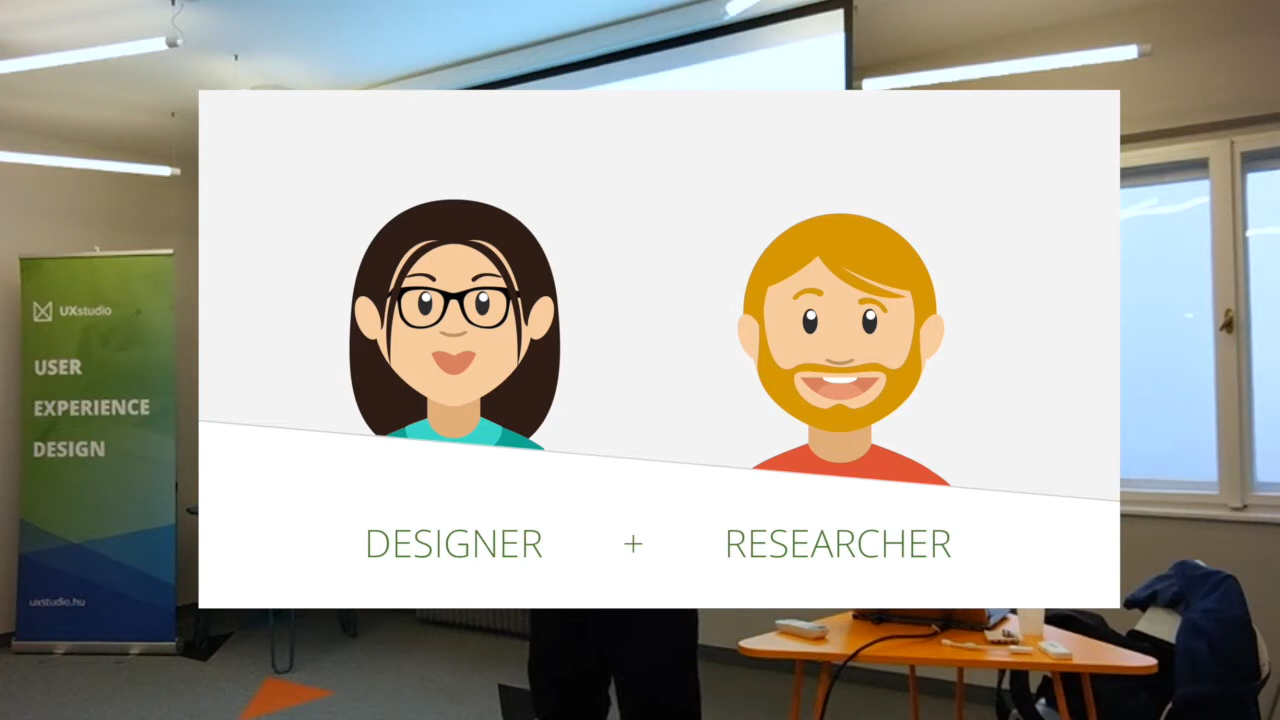 UXstudio
USER
EXPERIENCE
DESIGN
uxstudio.hu
DESIGNER + RESEARCHER